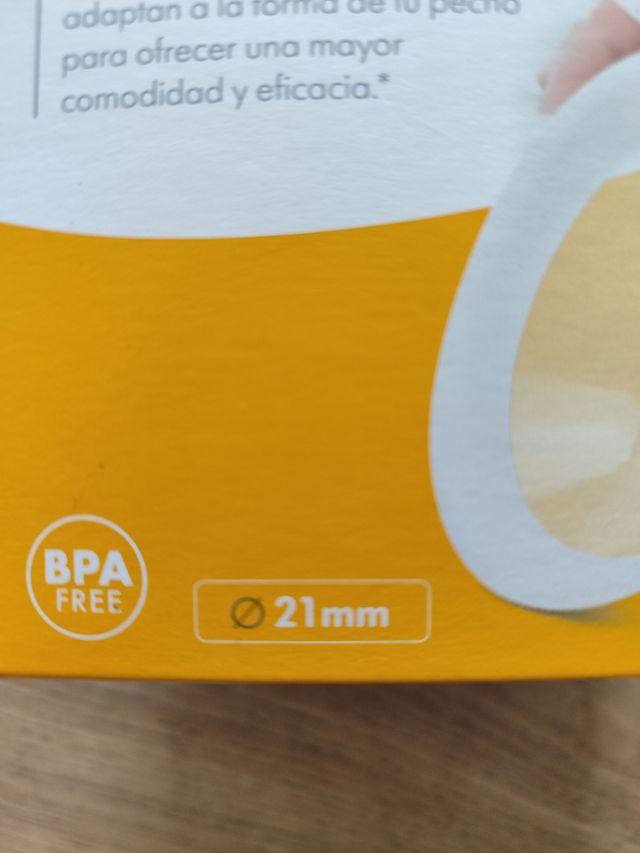 adaptan a la forma de tu pecho
para ofrecer una mayor
comodidad y eficacia.*
BPA
FREE
Ø 21mm